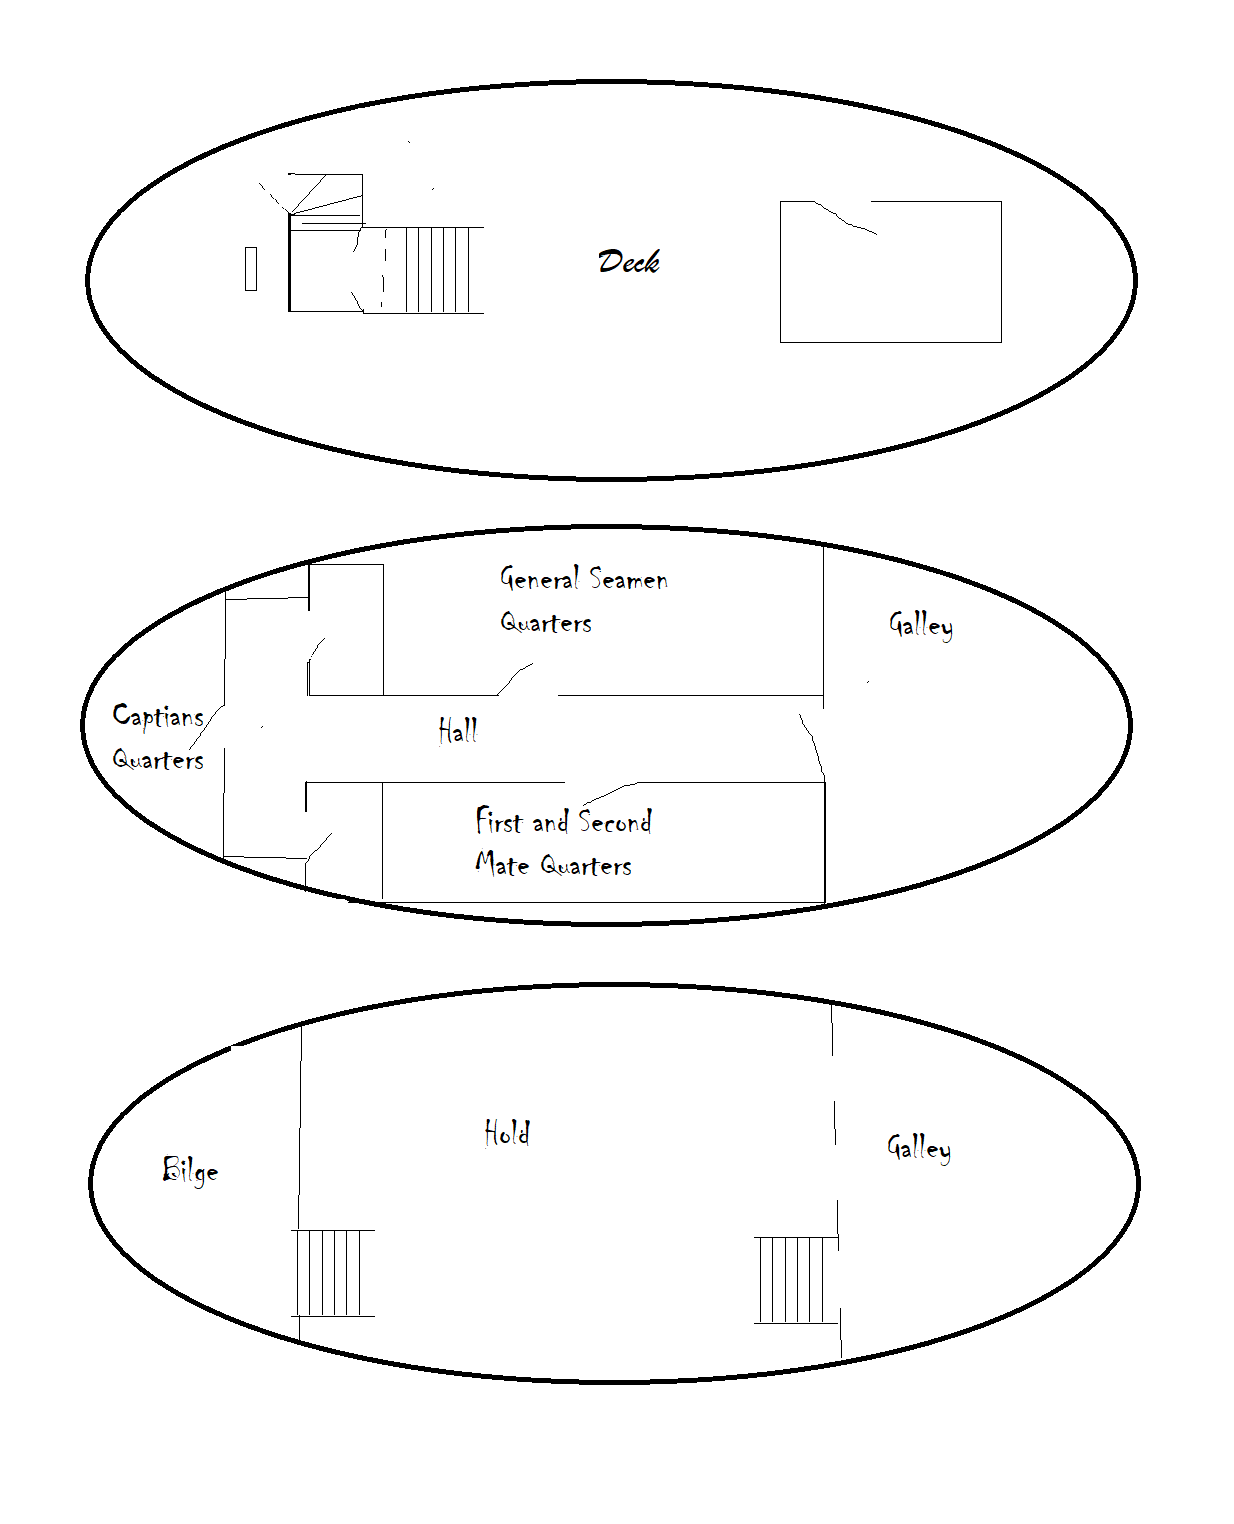 Deck
General Seamen
Quarters
Galley
Captians
Quarters
Hall
First and Second
Mate Quarters
Hold
Galley
Bilge